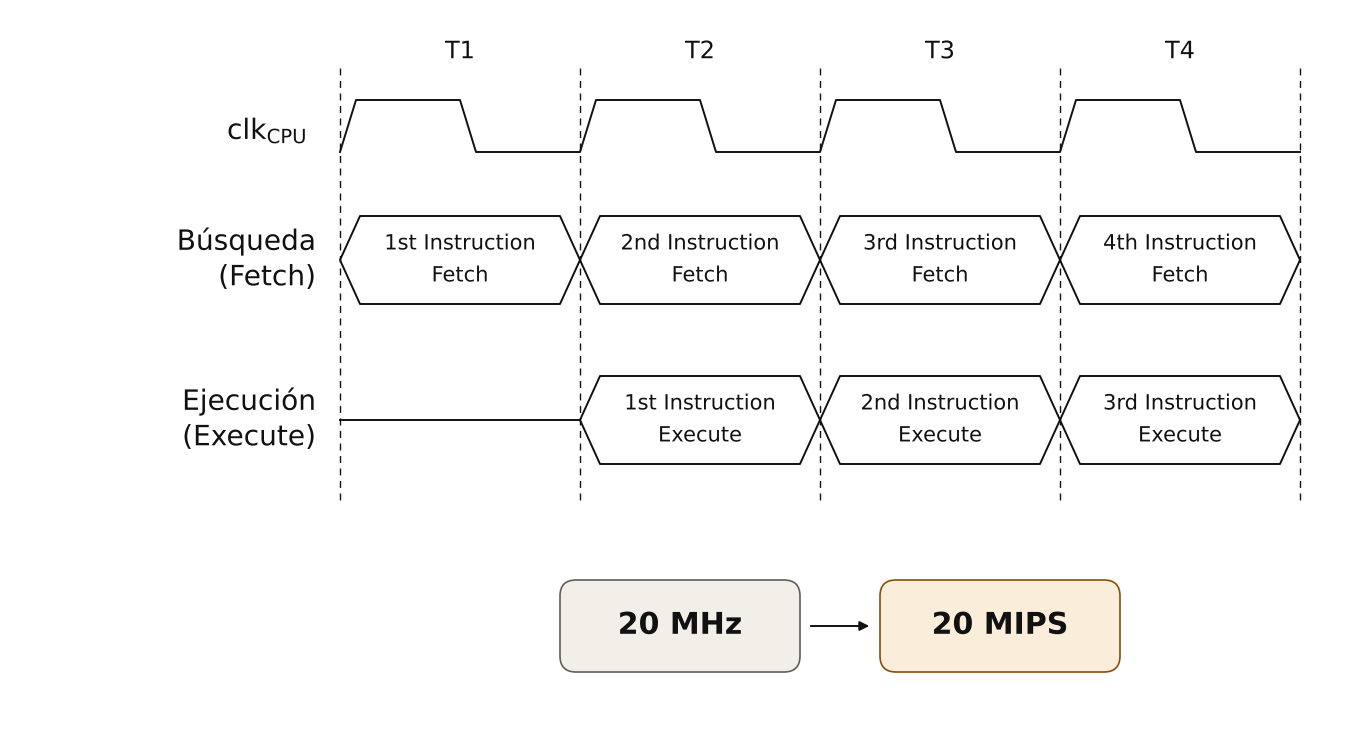 T1 T2 T3 T4
clkCPU
Búsqueda
(Fetch)
1st Instruction
Fetch
2nd Instruction
Fetch
3rd Instruction
Fetch
4th Instruction
Fetch
Ejecución
(Execute)
1st Instruction
Execute
2nd Instruction
Execute
3rd Instruction
Execute
20 MHz
20 MIPS